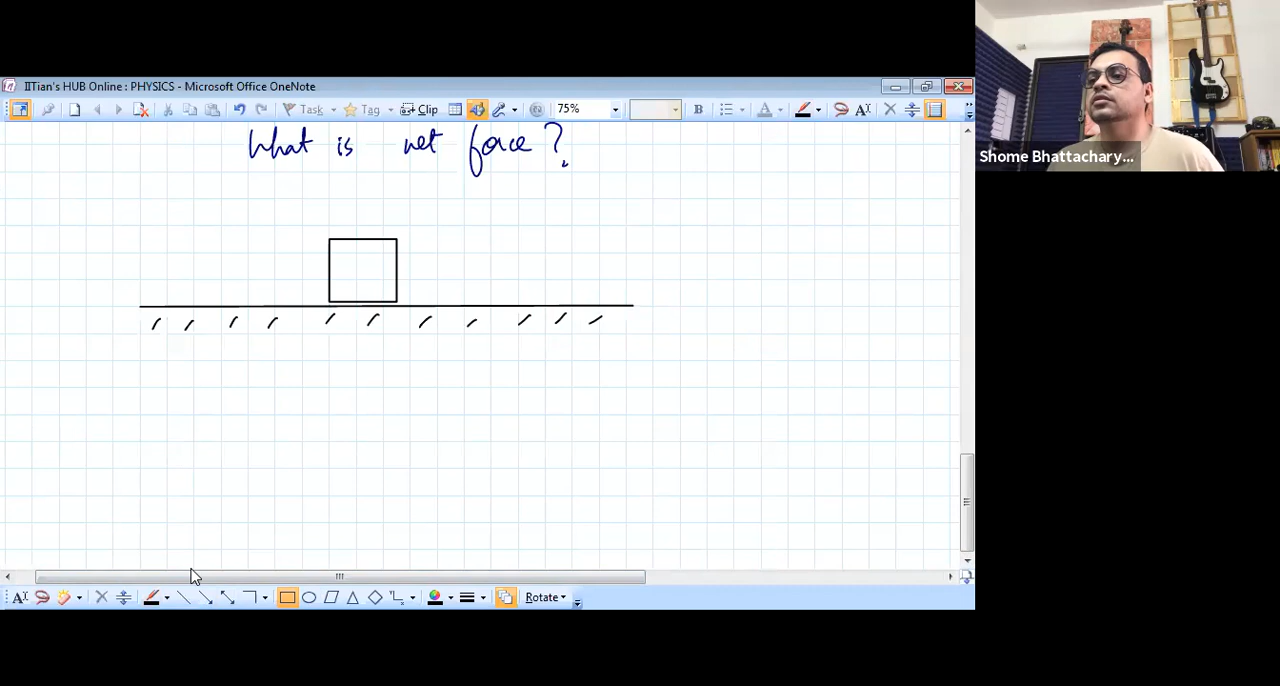 IITian's HUB Online : PHYSICS - Microsoft Office OneNote
Task Tag Clip 75% B A A
What is net force ?
Shome Bhattachary...
A Rotate